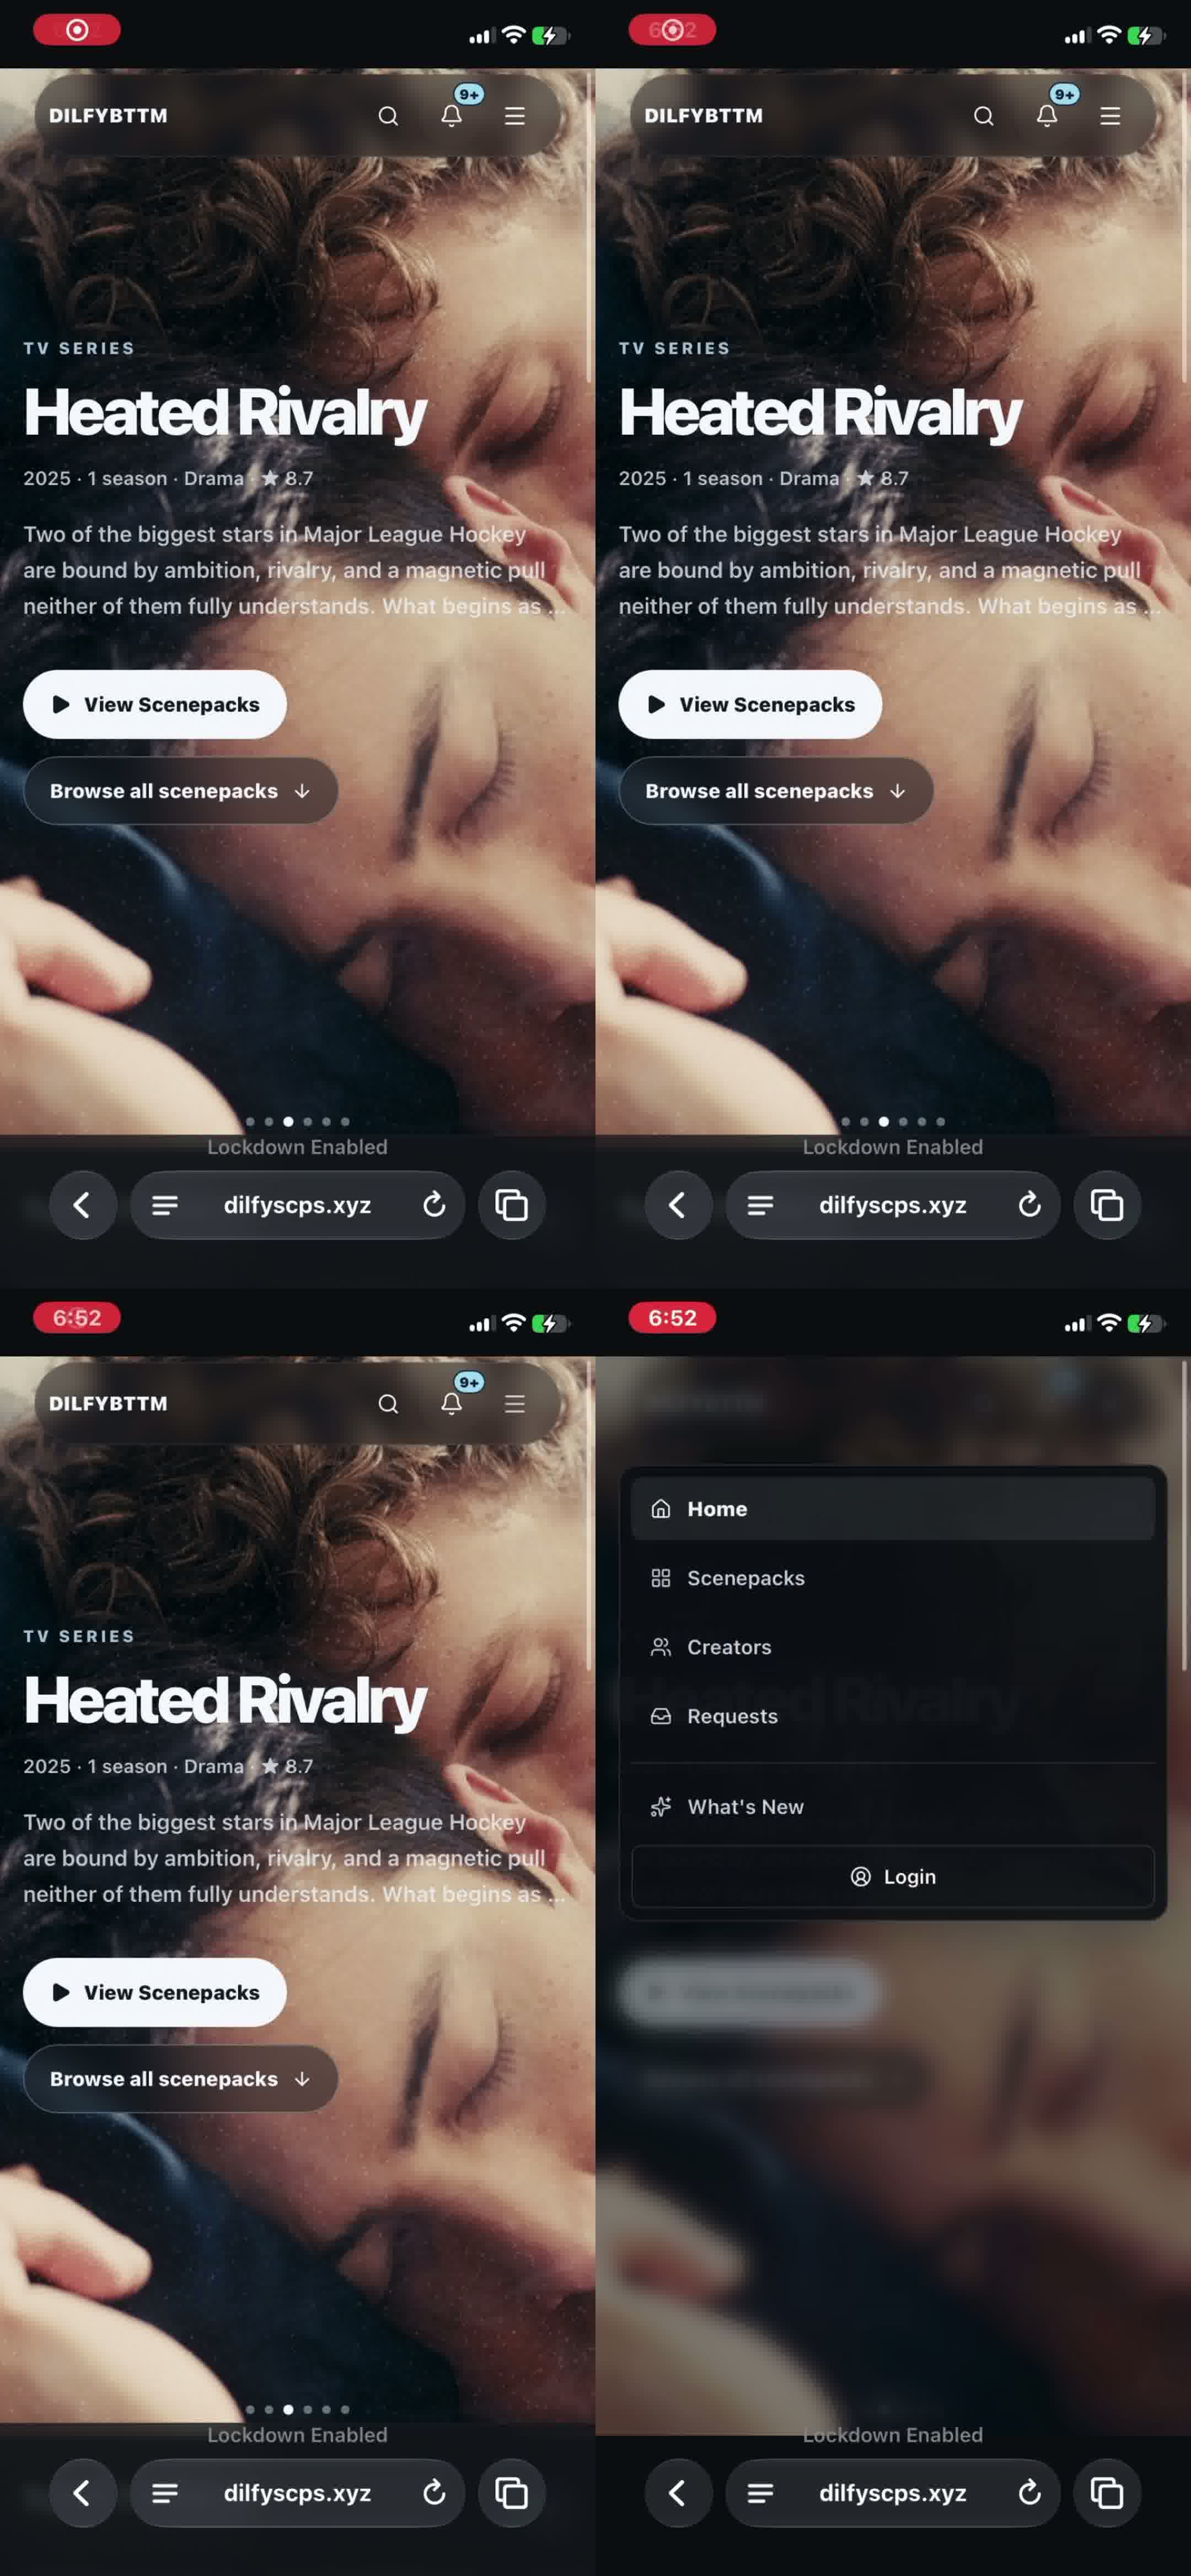 9+
DILFYBTTM
TV SERIES
Heated Rivalry
2025 · 1 season · Drama · ★ 8.7
Two of the biggest stars in Major League Hockey
are bound by ambition, rivalry, and a magnetic pull
neither of them fully understands. What begins as ...
View Scenepacks
Browse all scenepacks ↓
Lockdown Enabled
dilfyscps.xyz
6:52
9+
DILFYBTTM
TV SERIES
Heated Rivalry
2025 · 1 season · Drama · ★ 8.7
Two of the biggest stars in Major League Hockey
are bound by ambition, rivalry, and a magnetic pull
neither of them fully understands. What begins as ...
View Scenepacks
Browse all scenepacks ↓
Lockdown Enabled
dilfyscps.xyz
6:52
9+
DILFYBTTM
TV SERIES
Heated Rivalry
2025 · 1 season · Drama · ★ 8.7
Two of the biggest stars in Major League Hockey
are bound by ambition, rivalry, and a magnetic pull
neither of them fully understands. What begins as ...
View Scenepacks
Browse all scenepacks ↓
Lockdown Enabled
dilfyscps.xyz
6:52
Home
Scenepacks
Creators
Heated Rivalry
Requests
What's New
Login
Lockdown Enabled
dilfyscps.xyz